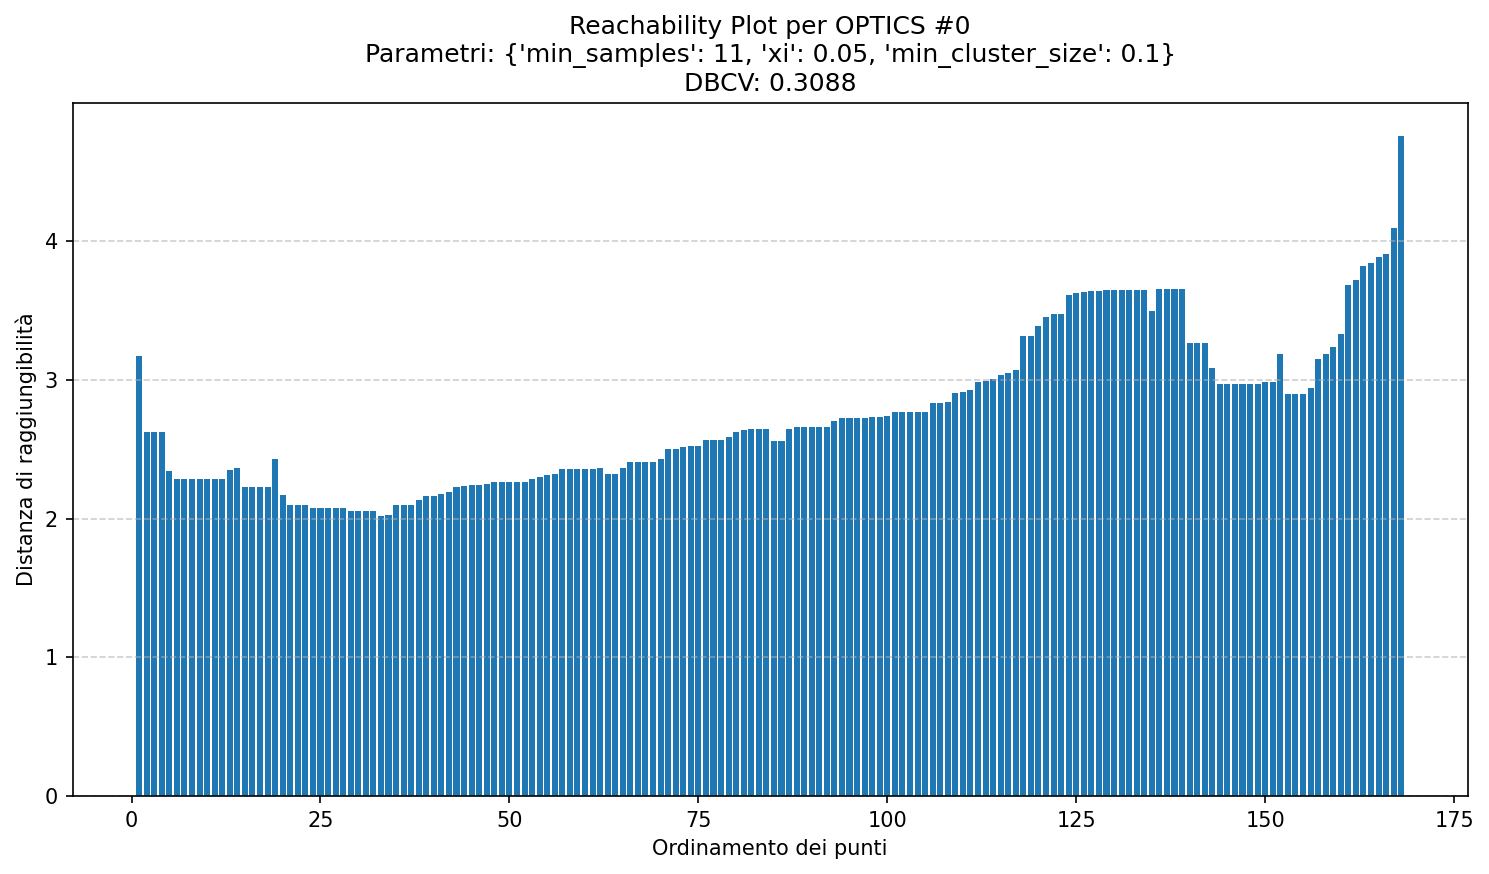 Reachability Plot per OPTICS #0
Parametri: {'min_samples': 11, 'xi': 0.05, 'min_cluster_size': 0.1}
DBCV: 0.3088
Distanza di raggiungibilità
4
3
2
1
0
0 25 50 75 100 125 150 175
Ordinamento dei punti